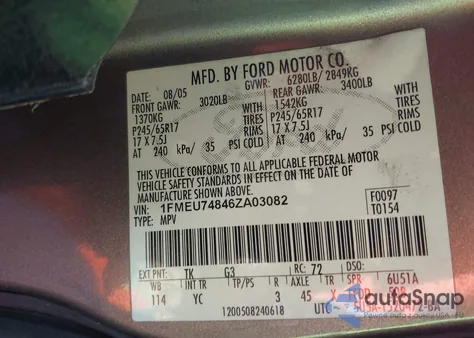 MFD. BY FORD MOTOR CO.
DATE: 08/05 GVWR: 6280LB/ 2849KG
FRONT GAWR: 3020LB REAR GAWR: 3400LB
1370KG WITH 1542KG WITH
P245/65R17 TIRES P245/65R17 TIRES
17 X 7.5J RIMS 17 X 7.5J RIMS
AT 240 kPa/ 35 PSI COLD AT 240 kPa/ 35 PSI COLD
THIS VEHICLE CONFORMS TO ALL APPLICABLE FEDERAL MOTOR
VEHICLE SAFETY STANDARDS IN EFFECT ON THE DATE OF
MANUFACTURE SHOWN ABOVE.
VIN: 1FMEU74846ZA03082 F0097
TYPE: MPV T0154
EXT PNT: TK G3 RC: 72 DSO:
WB INT TR TP/PS R AXLE TR SPR 6U51A
114 YC 3 45 X
1200508240618 UTC
autoSnap